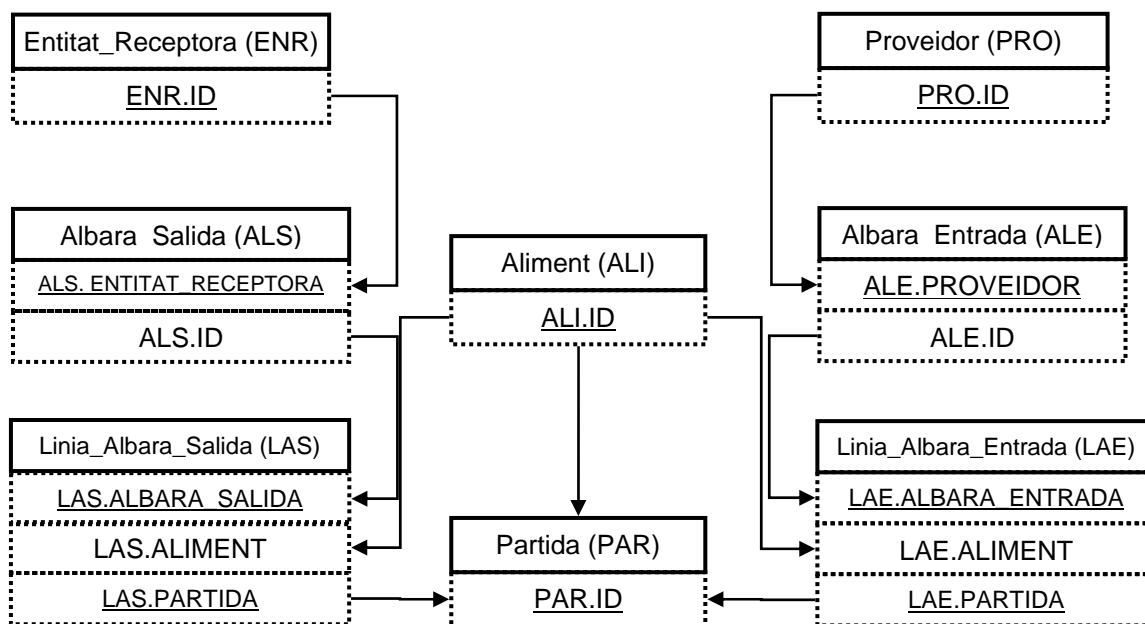 Entitat_Receptora (ENR)
ENR.ID
Proveidor (PRO)
PRO.ID
Albara Salida (ALS)
ALS. ENTITAT_RECEPTORA
ALS.ID
Aliment (ALI)
ALI.ID
Albara Entrada (ALE)
ALE.PROVEIDOR
ALE.ID
Linia_Albara_Salida (LAS)
LAS.ALBARA_SALIDA
LAS.ALIMENT
LAS.PARTIDA
Partida (PAR)
PAR.ID
Linia_Albara_Entrada (LAE)
LAE.ALBARA_ENTRADA
LAE.ALIMENT
LAE.PARTIDA